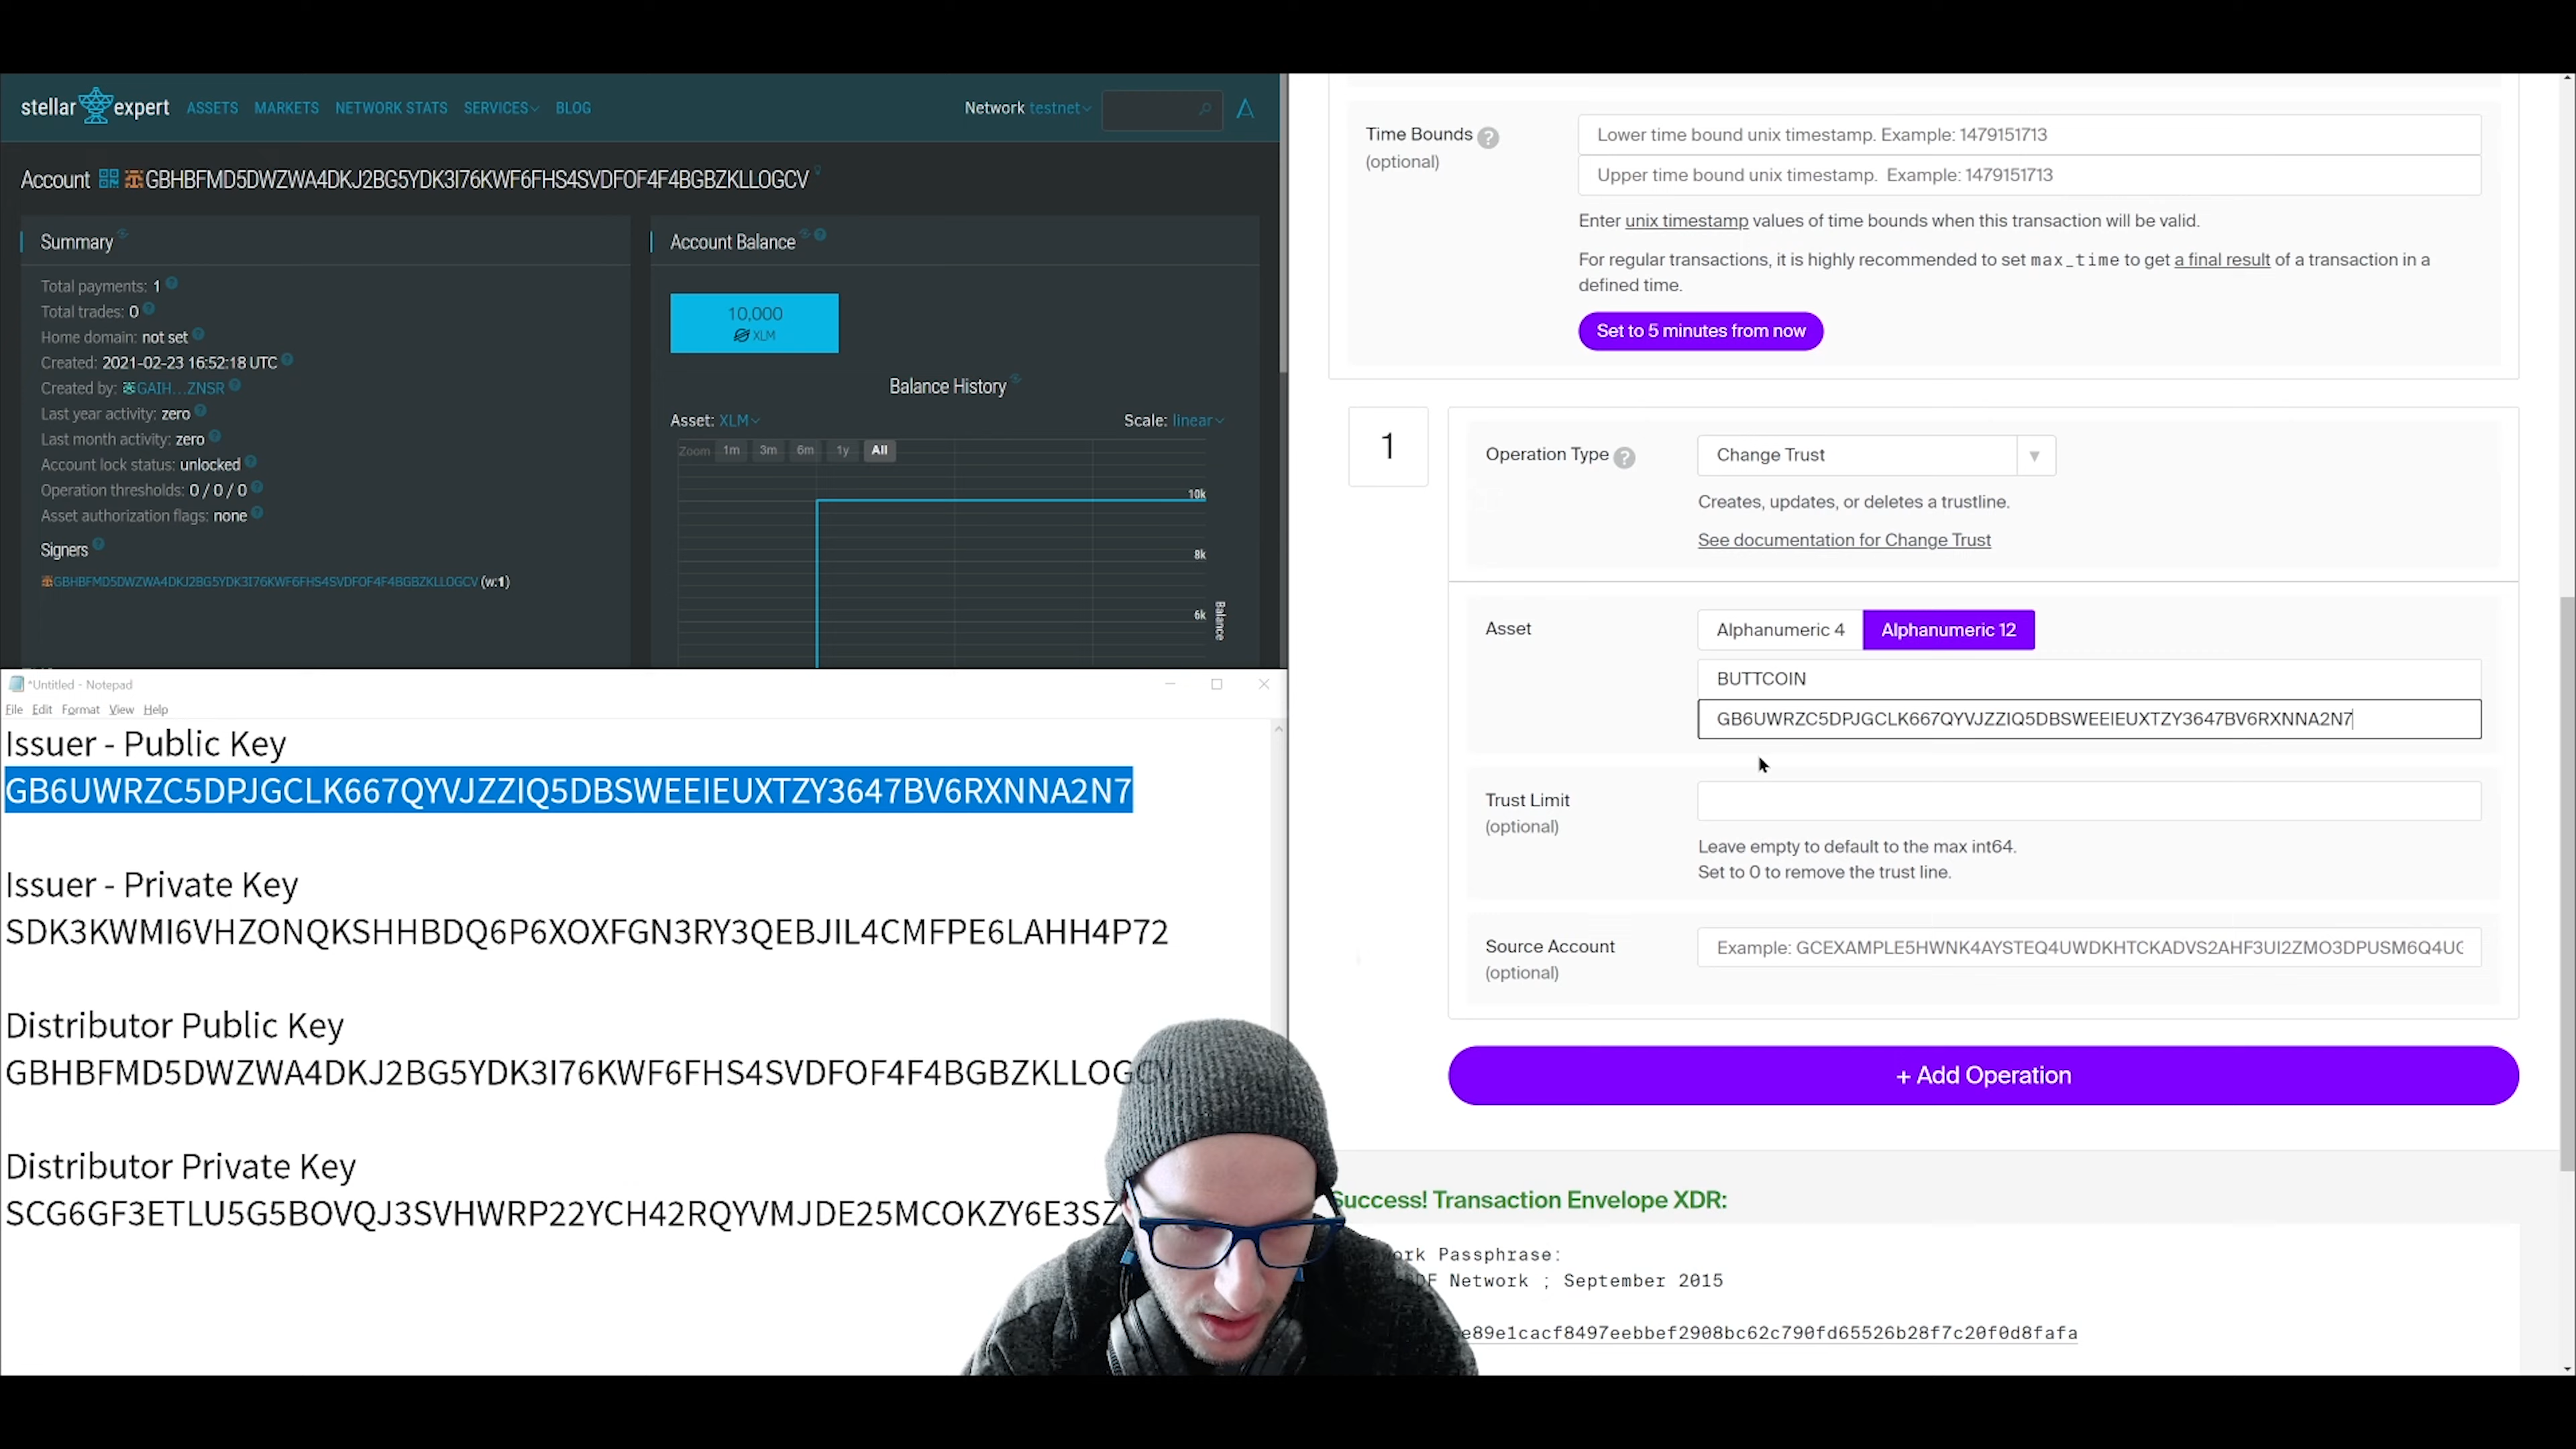 stellar expert ASSETS MARKETS NETWORK STATS SERVICES BLOG Network testnet
Account GBHBFMD5DWZWA4DKJ2BG5YDK3I76KWF6FHS4SVDFOF4F4BGBZKLLOGCV
Summary
Total payments: 1
Total trades: 0
Home domain: not set
Created: 2021-02-23 16:52:18 UTC
Created by: GAIH...ZNSR
Last year activity: zero
Last month activity: zero
Account lock status: unlocked
Operation thresholds: 0 / 0 / 0
Asset authorization flags: none
Signers
GBHBFMD5DWZWA4DKJ2BG5YDK3I76KWF6FHS4SVDFOF4F4BGBZKLLOGCV (w:1)
Account Balance
10,000
XLM
Balance History
Asset: XLM Scale: linear
Zoom 1m 3m 6m 1y All
10k
8k
6k
Balance
*Untitled - Notepad
File Edit Format View Help
Issuer - Public Key
GB6UWRZC5DPJGCLK667QYVJZZIQ5DBSWEEIEUXTZY3647BV6RXNNA2N7
Issuer - Private Key
SDK3KWMI6VHZONQKSHHBDQ6P6XOXFGN3RY3QEBJIL4CMFPE6LAHH4P72
Distributor Public Key
GBHBFMD5DWZWA4DKJ2BG5YDK3I76KWF6FHS4SVDFOF4F4BGBZKLLOGCV
Distributor Private Key
SCG6GF3ETLU5G5BOVQJ3SVHWRP22YCH42RQYVMJDE25MCOKZY6E3SZ
Time Bounds
(optional)
Lower time bound unix timestamp. Example: 1479151713
Upper time bound unix timestamp. Example: 1479151713
Enter unix timestamp values of time bounds when this transaction will be valid.
For regular transactions, it is highly recommended to set max_time to get a final result of a transaction in a
defined time.
Set to 5 minutes from now
1
Operation Type
Change Trust
Creates, updates, or deletes a trustline.
See documentation for Change Trust
Asset
Alphanumeric 4 Alphanumeric 12
BUTTCOIN
GB6UWRZC5DPJGCLK667QYVJZZIQ5DBSWEEIEUXTZY3647BV6RXNNA2N7
Trust Limit
(optional)
Leave empty to default to the max int64.
Set to 0 to remove the trust line.
Source Account
(optional)
Example: GCEXAMPLE5HWNK4AYSTEQ4UWDKHTCKADVS2AHF3UI2ZMO3DPUSM6Q4UG
+ Add Operation
Success! Transaction Envelope XDR:
Passphrase:
Network ; September 2015
e89e1cacf8497eebbef2908bc62c790fd65526b28f7c20f0d8fafa